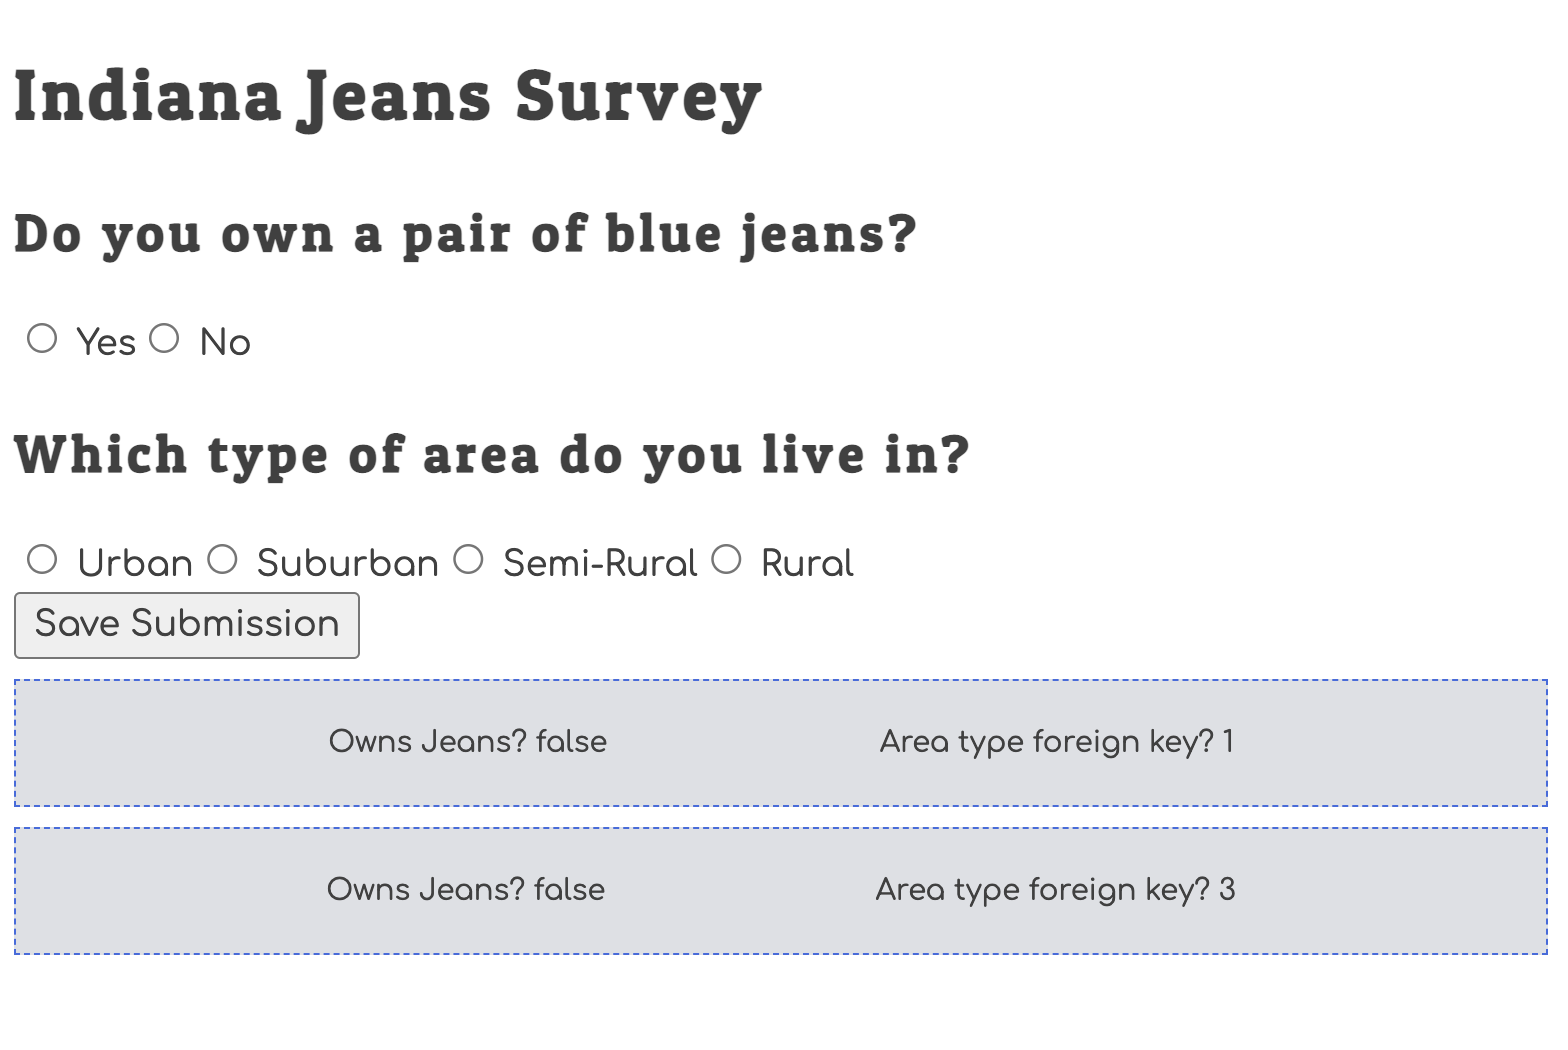 Indiana Jeans Survey
Do you own a pair of blue jeans?
Yes No
Which type of area do you live in?
Urban Suburban Semi-Rural Rural
Save Submission
Owns Jeans? false Area type foreign key? 1
Owns Jeans? false Area type foreign key? 3